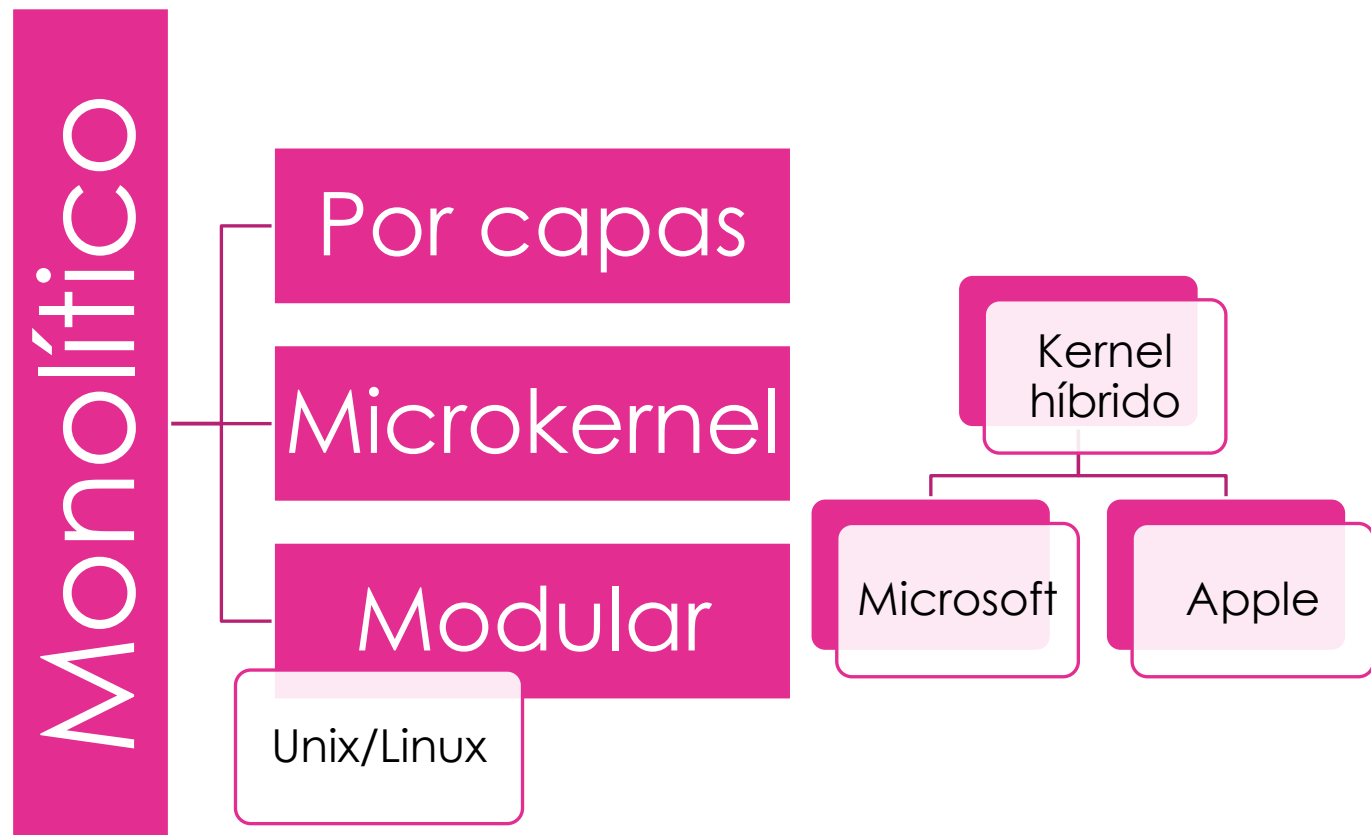 Monolítico
Por capas
Microkernel
Modular
Unix/Linux
Kernel
híbrido
Microsoft
Apple